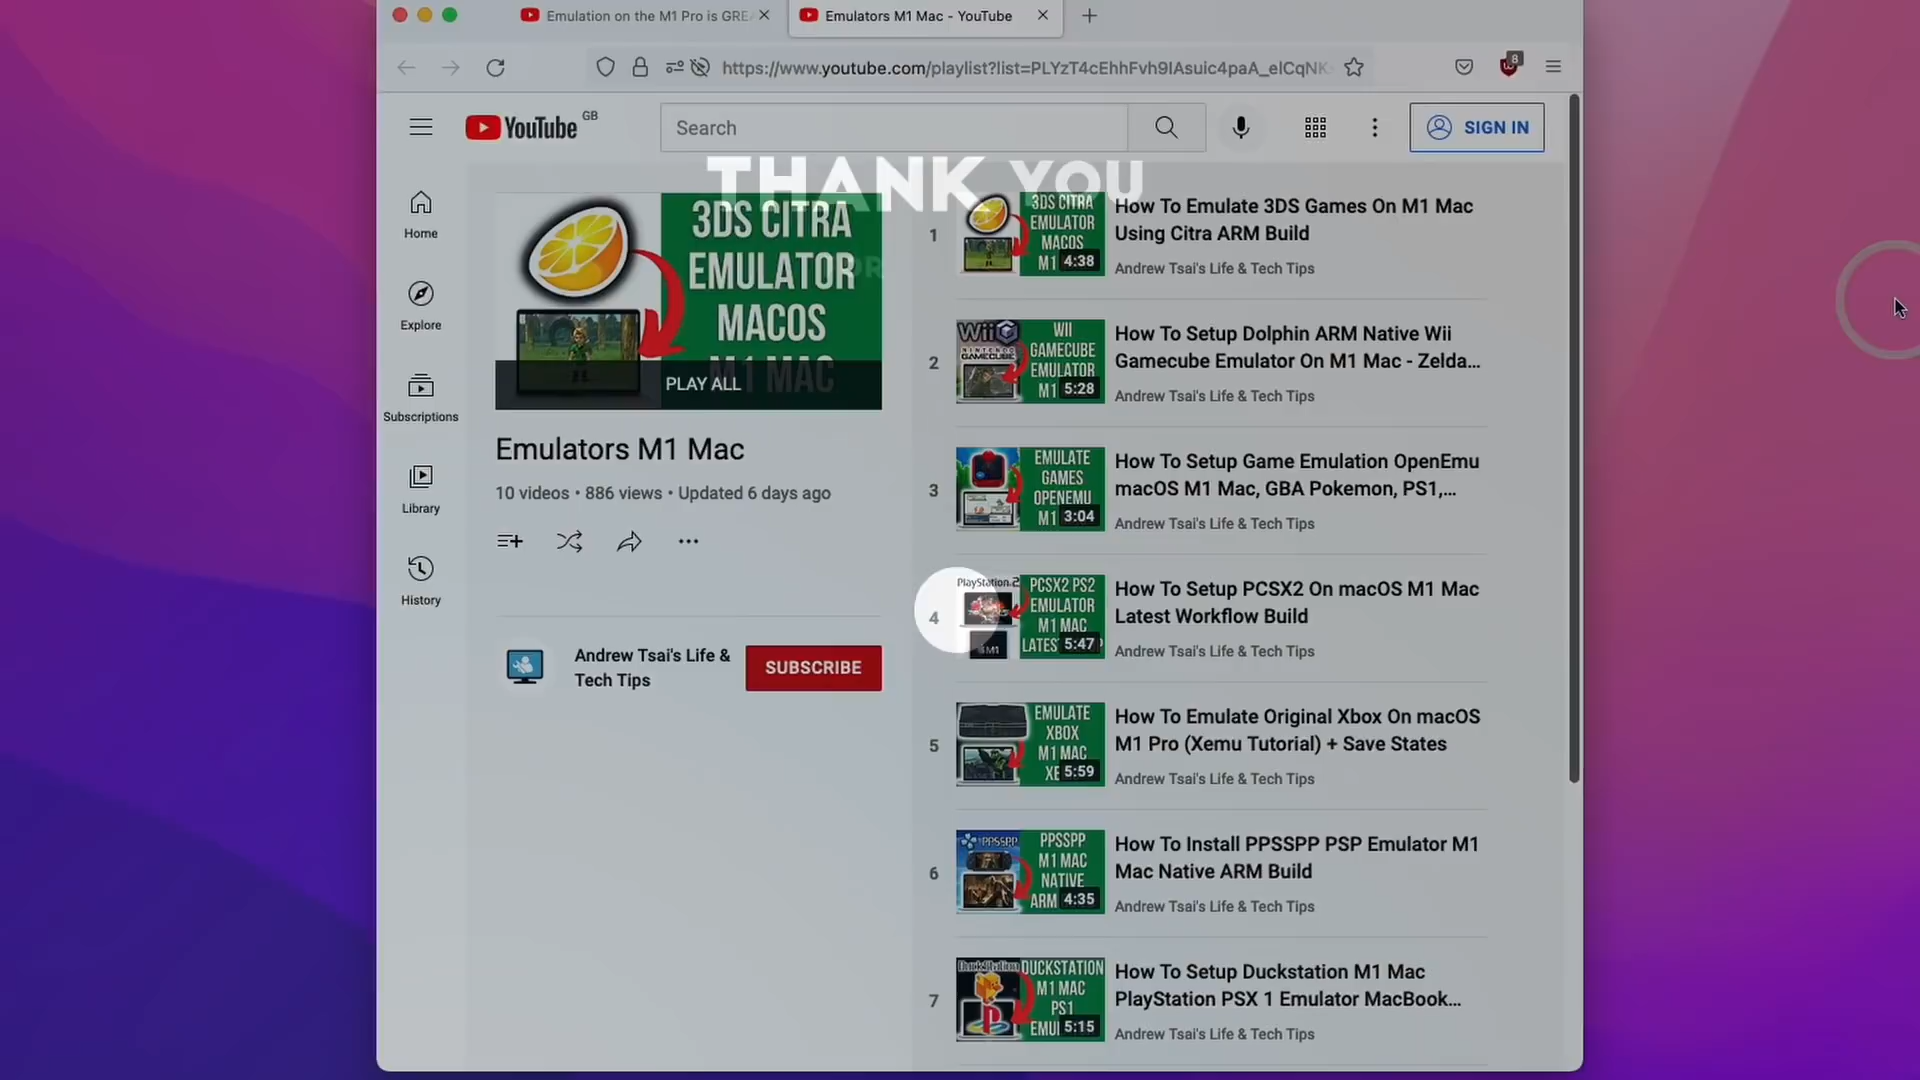 Emulation on the M1 Pro is GREA
Emulators M1 Mac - YouTube
https://www.youtube.com/playlist?list=PLYzT4cEhhFvh9lAsuic4paA_elCqNK
8
YouTube GB
Search
SIGN IN
THANK YOU
Home
Explore
Subscriptions
Library
History
3DS CITRA
EMULATOR
MACOS
M1 MAC
PLAY ALL
Emulators M1 Mac
10 videos • 886 views • Updated 6 days ago
Andrew Tsai's Life &
Tech Tips
SUBSCRIBE
1
3DS CITRA
EMULATOR
MACOS
M1
4:38
How To Emulate 3DS Games On M1 Mac
Using Citra ARM Build
Andrew Tsai's Life & Tech Tips
2
Wii
GAMECUBE
WII
GAMECUBE
EMULATOR
M1
5:28
How To Setup Dolphin ARM Native Wii
Gamecube Emulator On M1 Mac - Zelda...
Andrew Tsai's Life & Tech Tips
3
EMULATE
GAMES
OPENEMU
M1
3:04
How To Setup Game Emulation OpenEmu
macOS M1 Mac, GBA Pokemon, PS1,...
Andrew Tsai's Life & Tech Tips
4
PlayStation 2
M1
PCSX2 PS2
EMULATOR
M1 MAC
LATES
5:47
How To Setup PCSX2 On macOS M1 Mac
Latest Workflow Build
Andrew Tsai's Life & Tech Tips
5
EMULATE
XBOX
M1 MAC
XE
5:59
How To Emulate Original Xbox On macOS
M1 Pro (Xemu Tutorial) + Save States
Andrew Tsai's Life & Tech Tips
6
PPSSPP
PPSSPP
M1 MAC
NATIVE
ARM
4:35
How To Install PPSSPP PSP Emulator M1
Mac Native ARM Build
Andrew Tsai's Life & Tech Tips
7
DuckStation
DUCKSTATION
M1 MAC
PS1
EMU
5:15
How To Setup Duckstation M1 Mac
PlayStation PSX 1 Emulator MacBook...
Andrew Tsai's Life & Tech Tips